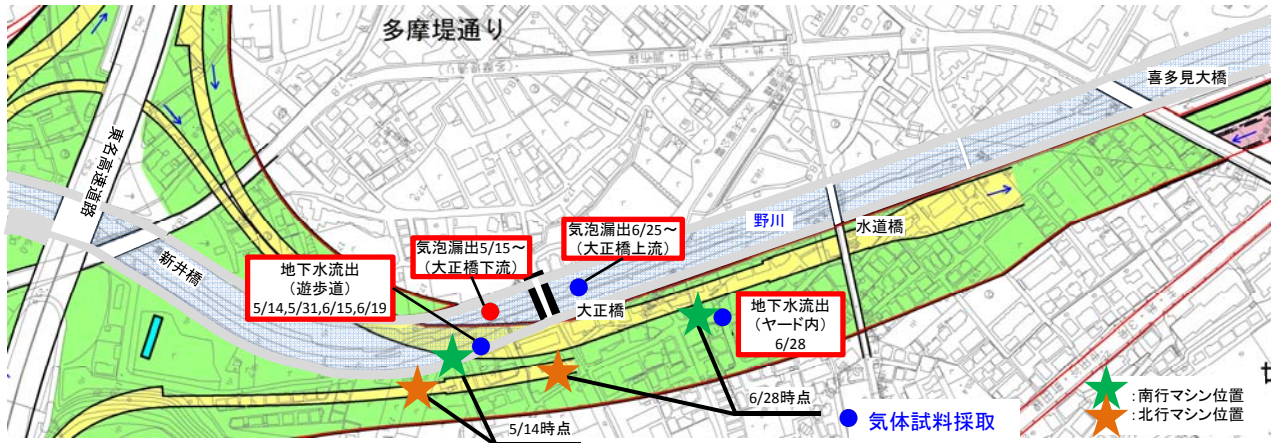 多摩堤通り
喜多見大橋
東名高速道路
新井橋
地下水流出
(遊歩道)
5/14,5/31,6/15,6/19
気泡漏出5/15～
(大正橋下流)
気泡漏出6/25～
(大正橋上流)
野川
水道橋
大正橋
地下水流出
(ヤード内)
6/28
6/28時点
5/14時点
気体試料採取
:南行マシン位置
:北行マシン位置